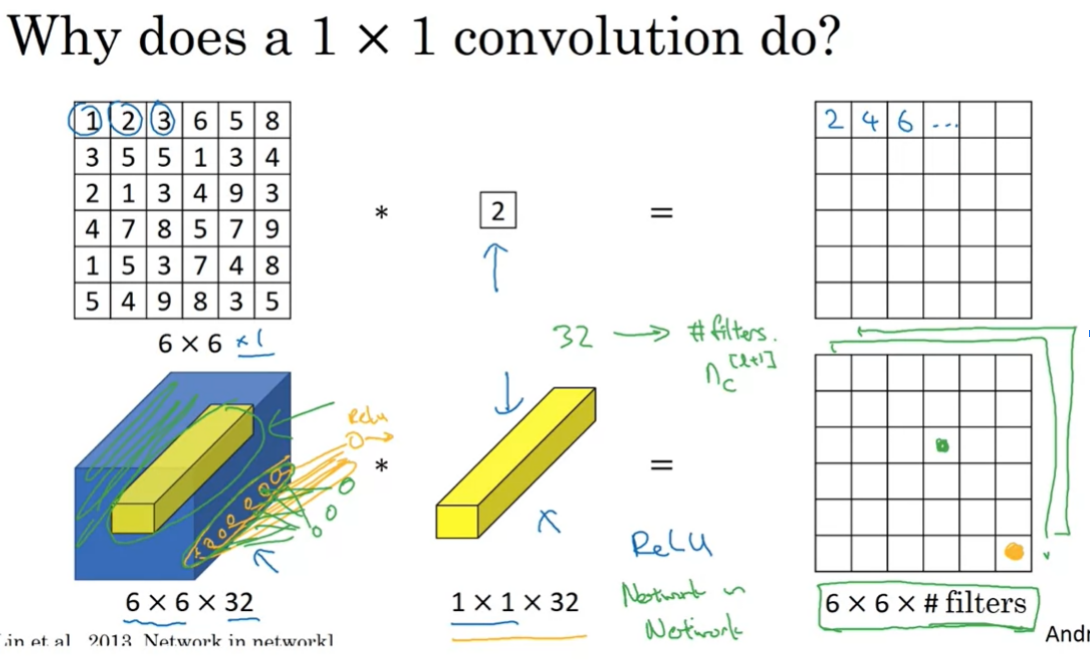 Why does a 1 × 1 convolution do?
1 2 3 6 5 8
3 5 5 1 3 4
2 1 3 4 9 3
4 7 8 5 7 9
1 5 3 7 4 8
5 4 9 8 3 5
6 × 6 × 1
*
2
=
2 4 6 ...
32 → # filters.
n_c^[l+1]
ReLU
*
=
ReLU
Network in
Network
6 × 6 × 32
1 × 1 × 32
6 × 6 × # filters
in et al., 2013. Network in network]
Andr